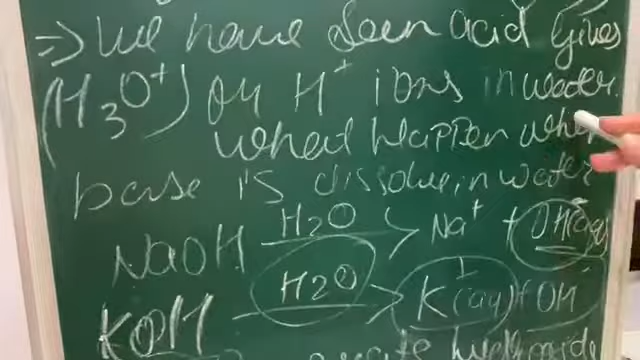 ⇒ we have seen acid gives
(H₃O⁺) or H⁺ ions in water.
what happen when
base is dissolve in water
NaOH H₂O → Na⁺ + OH⁻(aq)
KOH H₂O → K⁺(aq) + OH⁻